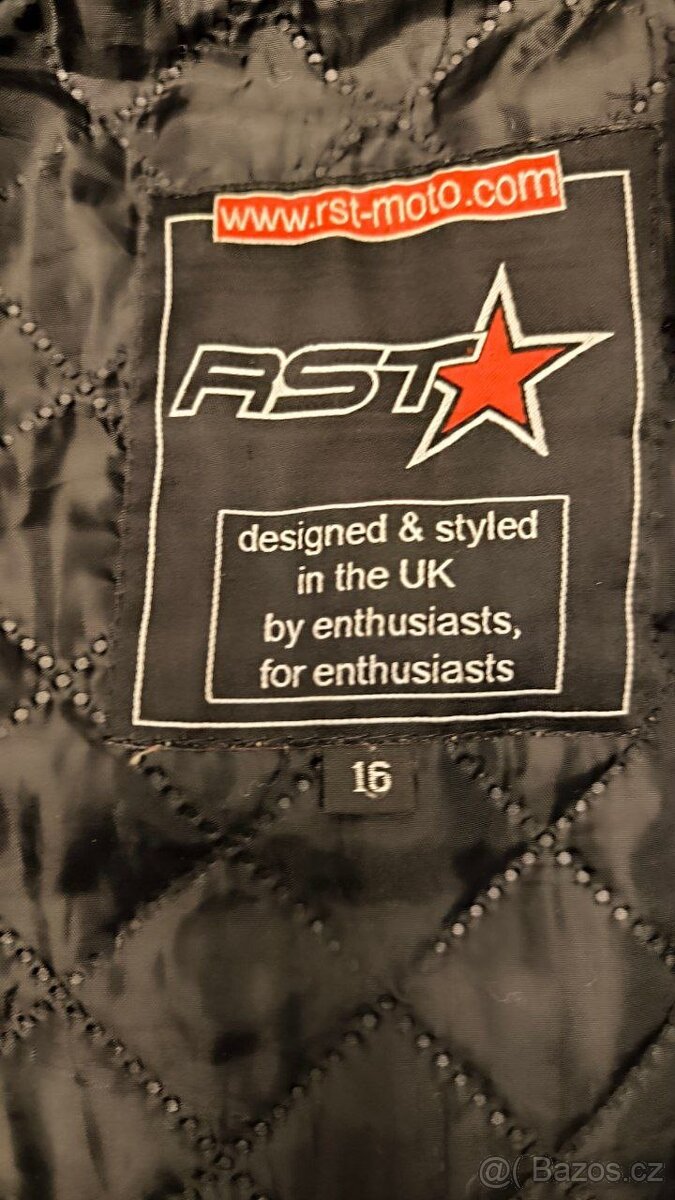 www.rst-moto.com
RST
designed & styled
in the UK
by enthusiasts,
for enthusiasts
16
@( Bazos.cz